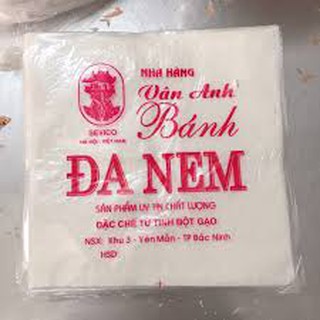 NHÀ HÀNG
Vân Anh
Bánh
SEVICO
HÀ NỘI - VIỆT NAM
ĐA NEM
SẢN PHẨM UY TÍN CHẤT LƯỢNG
ĐẶC CHẾ TỪ TINH BỘT GẠO
NSX: Khu 3 - Yên Mẫn - TP Bắc Ninh
HSD: